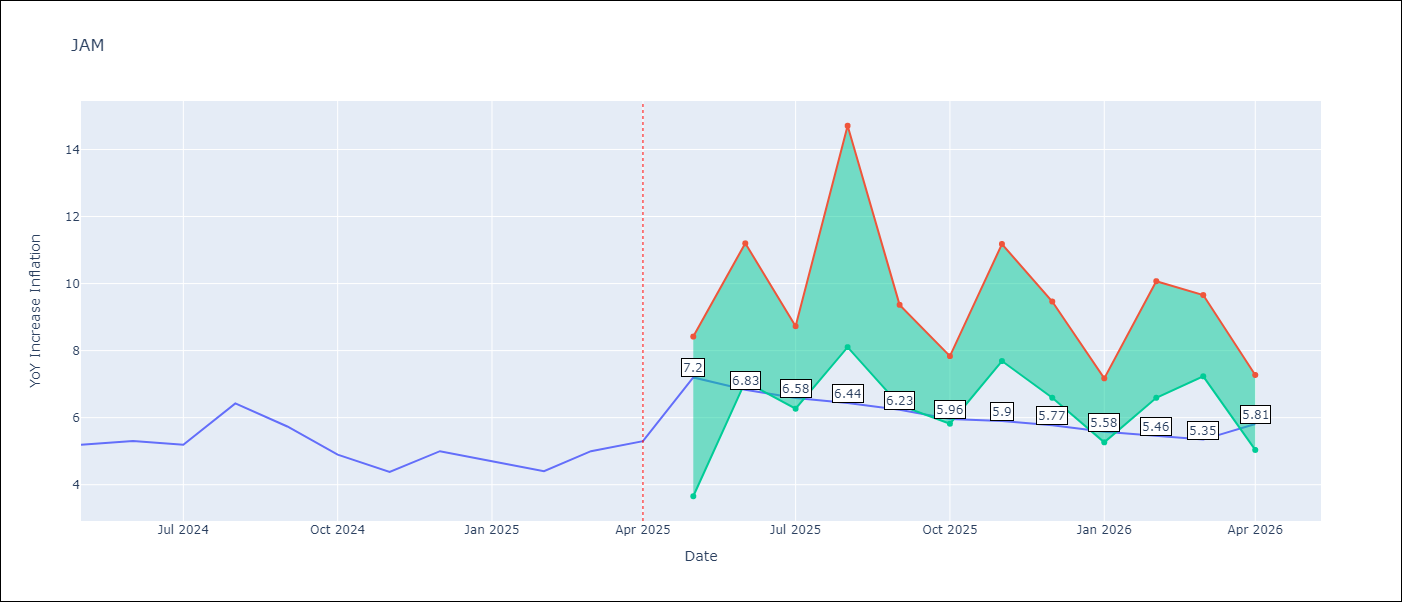 JAM
YoY Increase Inflation
14
12
10
8
6
4
7.2
6.83
6.58
6.44
6.23
5.96
5.9
5.77
5.58
5.46
5.35
5.81
Jul 2024
Oct 2024
Jan 2025
Apr 2025
Jul 2025
Oct 2025
Jan 2026
Apr 2026
Date